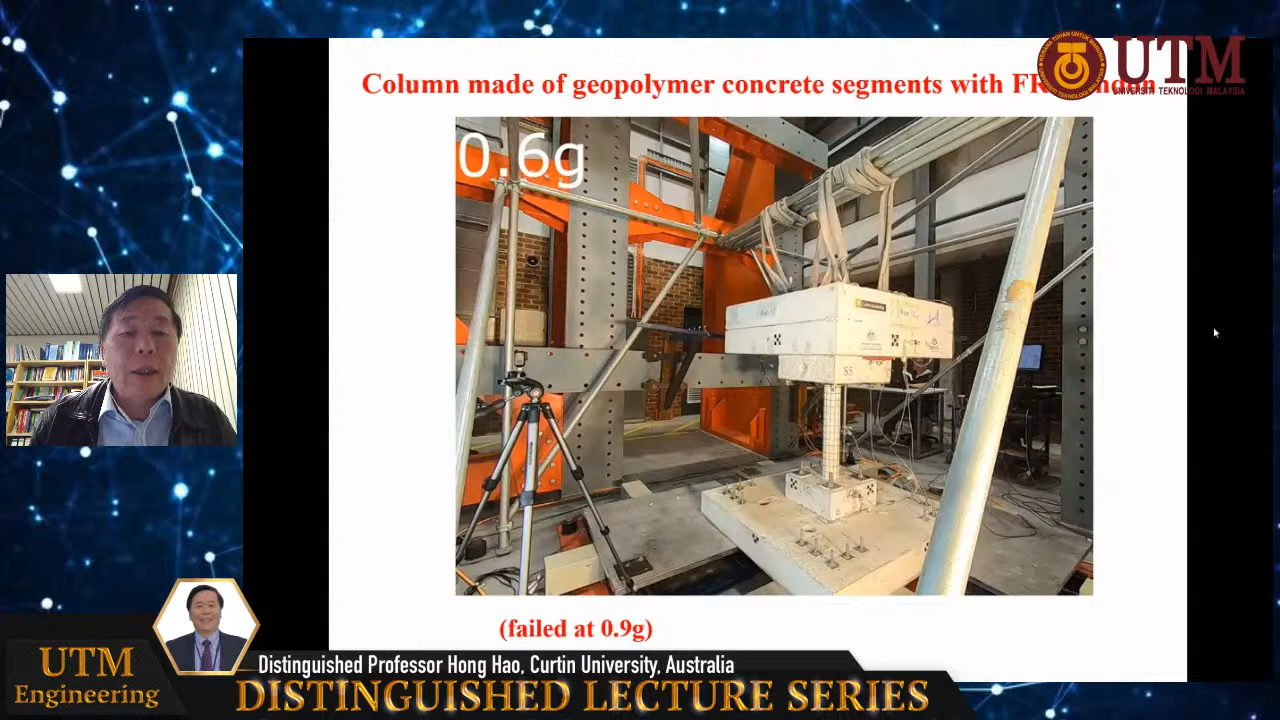 Column made of geopolymer concrete segments with
UTM
UNIVERSITI TEKNOLOGI MALAYSIA
0.6g
S5
(failed at 0.9g)
Distinguished Professor Hong Hao, Curtin University, Australia
UTM
Engineering
DISTINGUISHED LECTURE SERIES